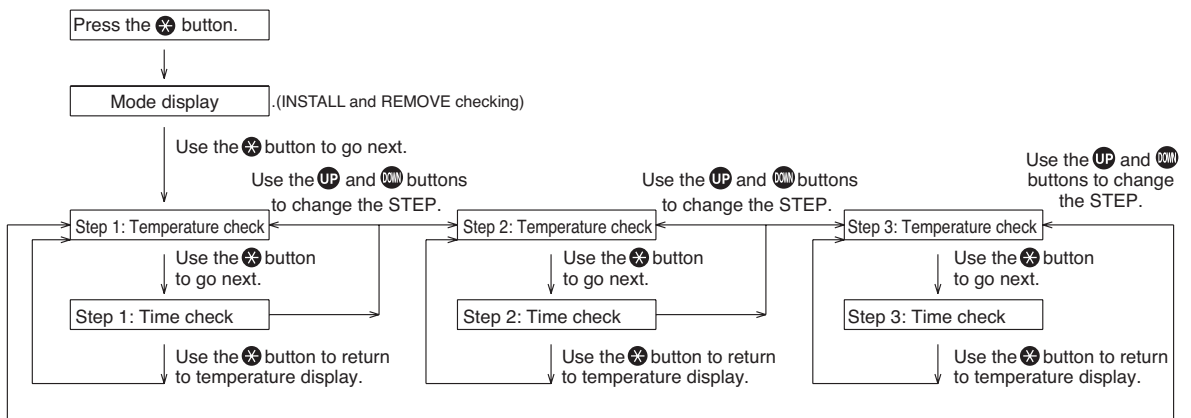 Press the ⊛ button.
Mode display
.(INSTALL and REMOVE checking)
Use the ⊛ button to go next.
Use the UP and DOWN buttons
to change the STEP.
Use the UP and DOWN buttons
to change the STEP.
Use the UP and DOWN
buttons to change
the STEP.
Step 1: Temperature check
Step 2: Temperature check
Step 3: Temperature check
Use the ⊛ button
to go next.
Use the ⊛ button
to go next.
Use the ⊛ button
to go next.
Step 1: Time check
Step 2: Time check
Step 3: Time check
Use the ⊛ button to return
to temperature display.
Use the ⊛ button to return
to temperature display.
Use the ⊛ button to return
to temperature display.